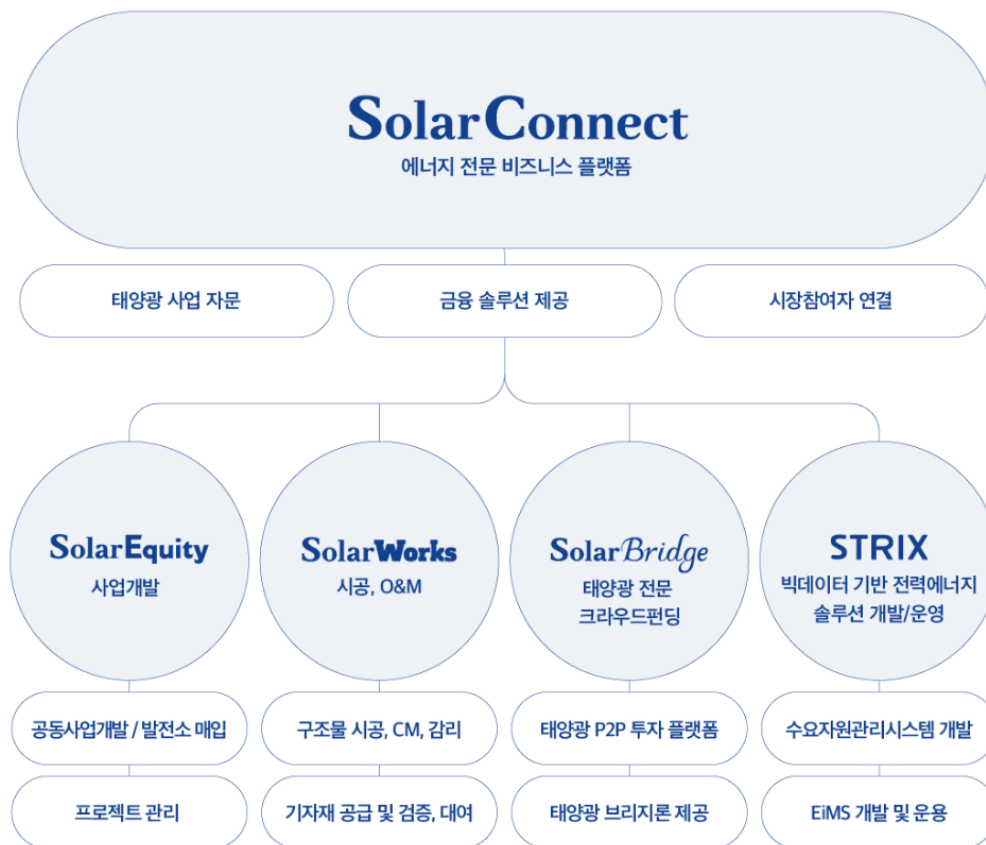 SolarConnect
에너지 전문 비즈니스 플랫폼
태양광 사업 자문
금융 솔루션 제공
시장참여자 연결
SolarEquity
사업개발
SolarWorks
시공, O&M
SolarBridge
태양광 전문
크라우드펀딩
STRIX
빅데이터 기반 전력에너지
솔루션 개발/운영
공동사업개발 / 발전소 매입
구조물 시공, CM, 감리
태양광 P2P 투자 플랫폼
수요자원관리시스템 개발
프로젝트 관리
기자재 공급 및 검증, 대여
태양광 브리지론 제공
EiMS 개발 및 운용